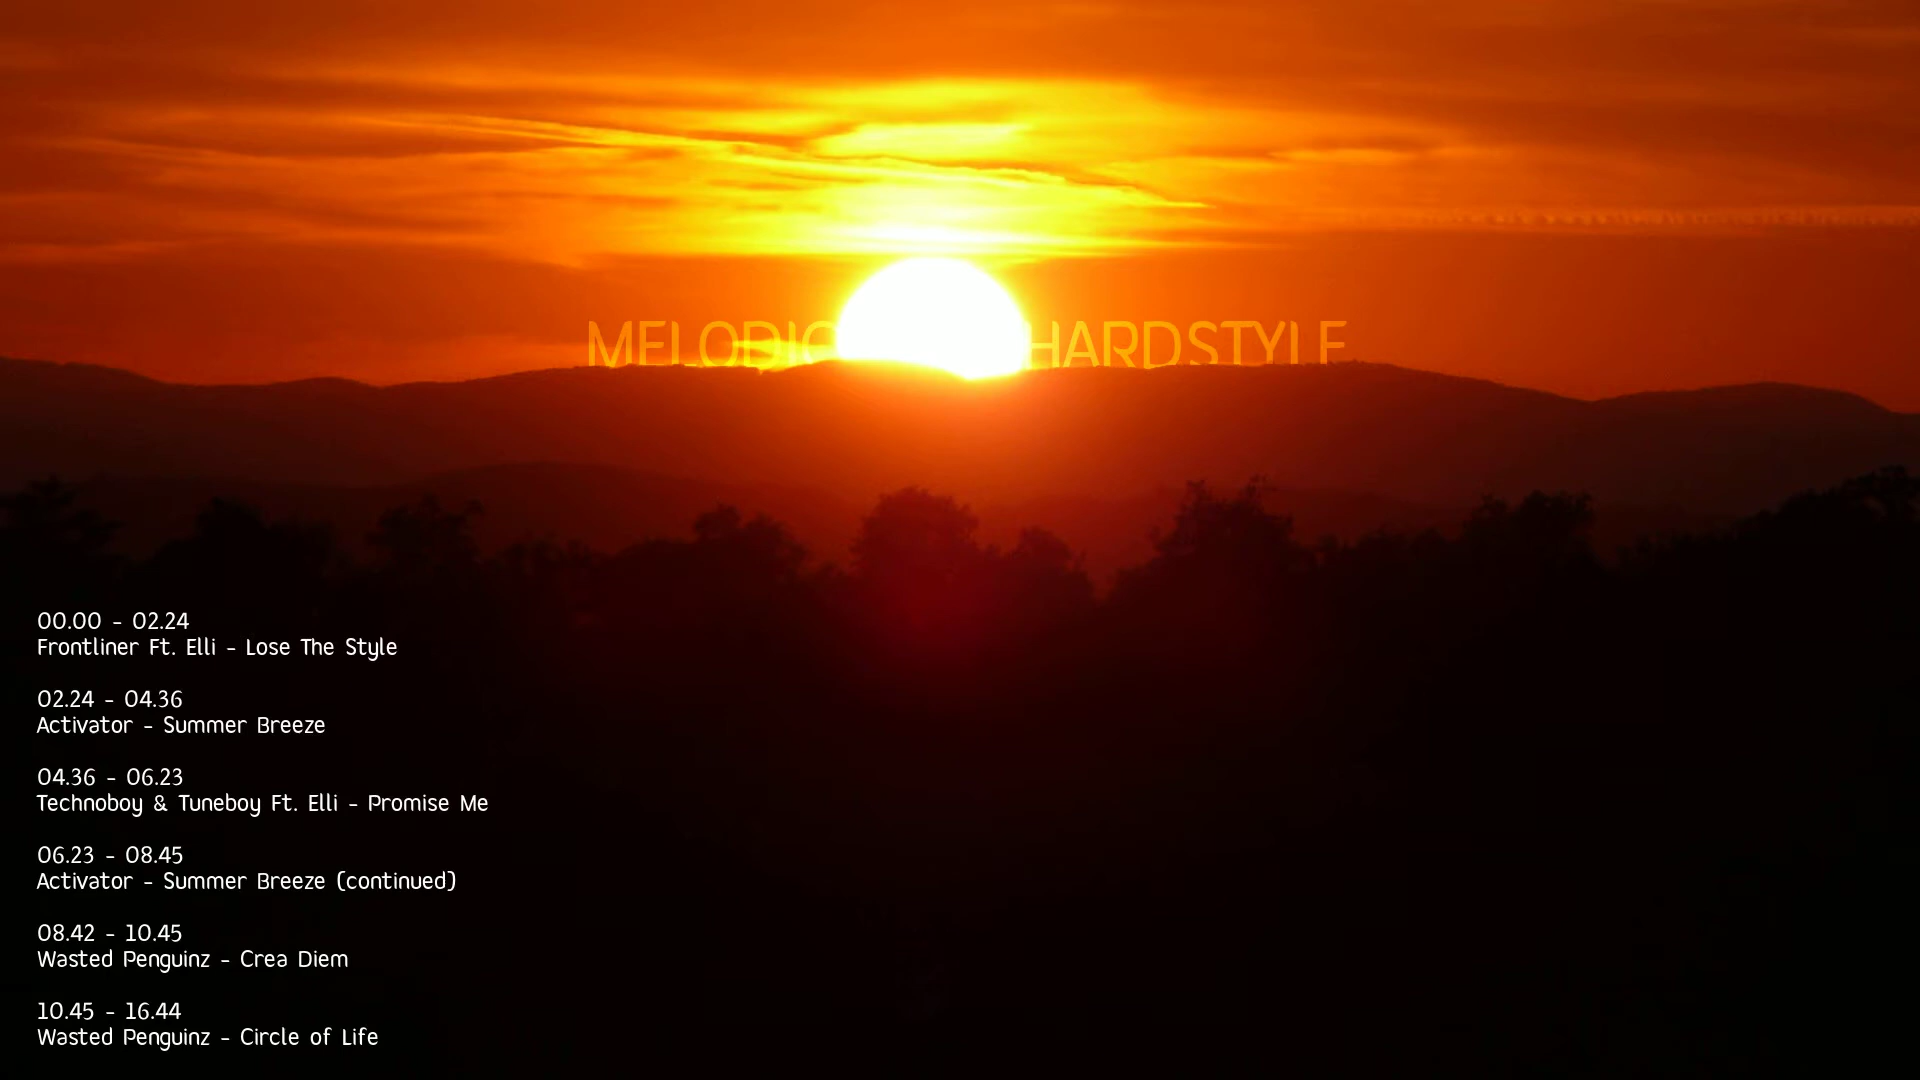 MELODIC HARDSTYLE
00.00 - 02.24
Frontliner Ft. Elli - Lose The Style
02.24 - 04.36
Activator - Summer Breeze
04.36 - 06.23
Technoboy & Tuneboy Ft. Elli - Promise Me
06.23 - 08.45
Activator - Summer Breeze (continued)
08.42 - 10.45
Wasted Penguinz - Crea Diem
10.45 - 16.44
Wasted Penguinz - Circle of Life